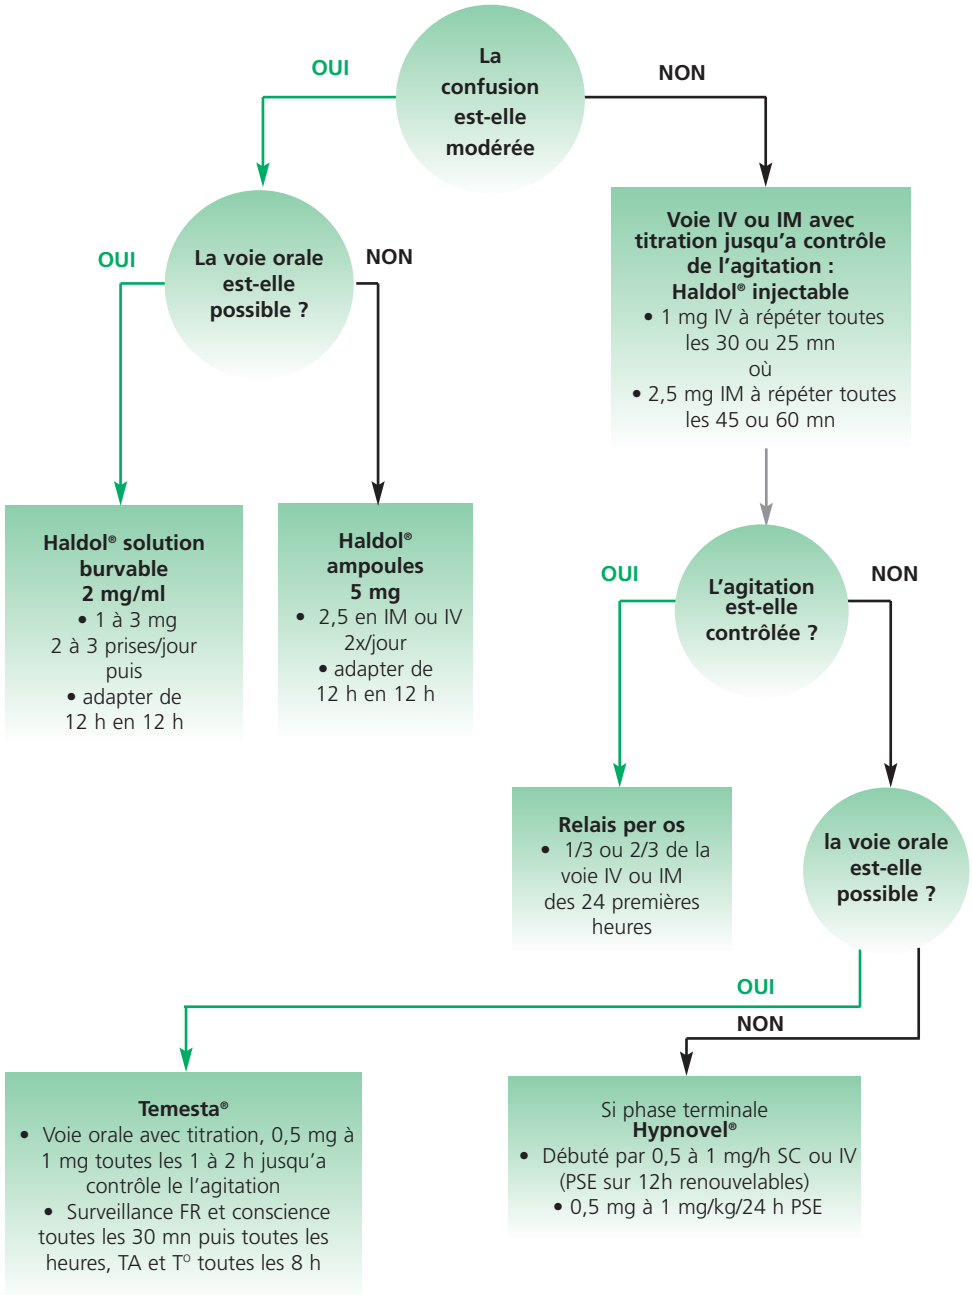 La
confusion
est-elle
modérée
OUI
NON
La voie orale
est-elle
possible ?
OUI
NON
Voie IV ou IM avec
titration jusqu’a contrôle
de l’agitation :
Haldol® injectable
• 1 mg IV à répéter toutes
les 30 ou 25 mn
où
• 2,5 mg IM à répéter toutes
les 45 ou 60 mn
Haldol® solution
burvable
2 mg/ml
• 1 à 3 mg
2 à 3 prises/jour
puis
• adapter de
12 h en 12 h
Haldol®
ampoules
5 mg
• 2,5 en IM ou IV
2x/jour
• adapter de
12 h en 12 h
L’agitation
est-elle
contrôlée ?
OUI
NON
Relais per os
• 1/3 ou 2/3 de la
voie IV ou IM
des 24 premières
heures
la voie orale
est-elle
possible ?
OUI
NON
Temesta®
• Voie orale avec titration, 0,5 mg à
1 mg toutes les 1 à 2 h jusqu’a
contrôle le l’agitation
• Surveillance FR et conscience
toutes les 30 mn puis toutes les
heures, TA et T° toutes les 8 h
Si phase terminale
Hypnovel®
• Débuté par 0,5 à 1 mg/h SC ou IV
(PSE sur 12h renouvelables)
• 0,5 mg à 1 mg/kg/24 h PSE